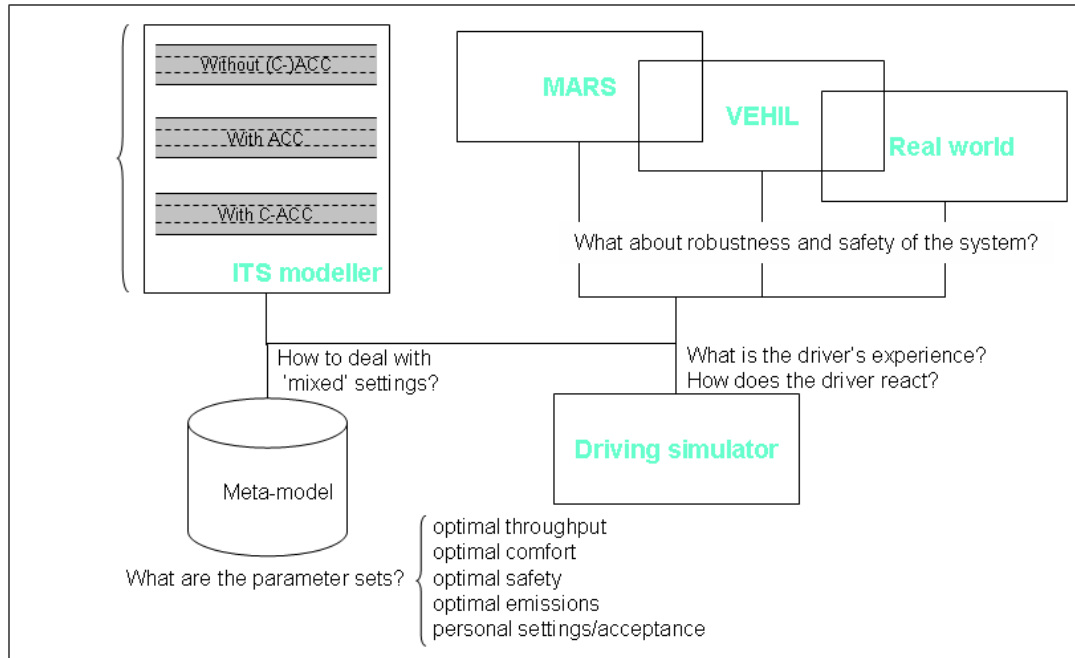 Without (C-)ACC
With ACC
With C-ACC
ITS modeller
MARS
VEHIL
Real world
What about robustness and safety of the system?
How to deal with
'mixed' settings?
What is the driver's experience?
How does the driver react?
Driving simulator
Meta-model
What are the parameter sets?
optimal throughput
optimal comfort
optimal safety
optimal emissions
personal settings/acceptance